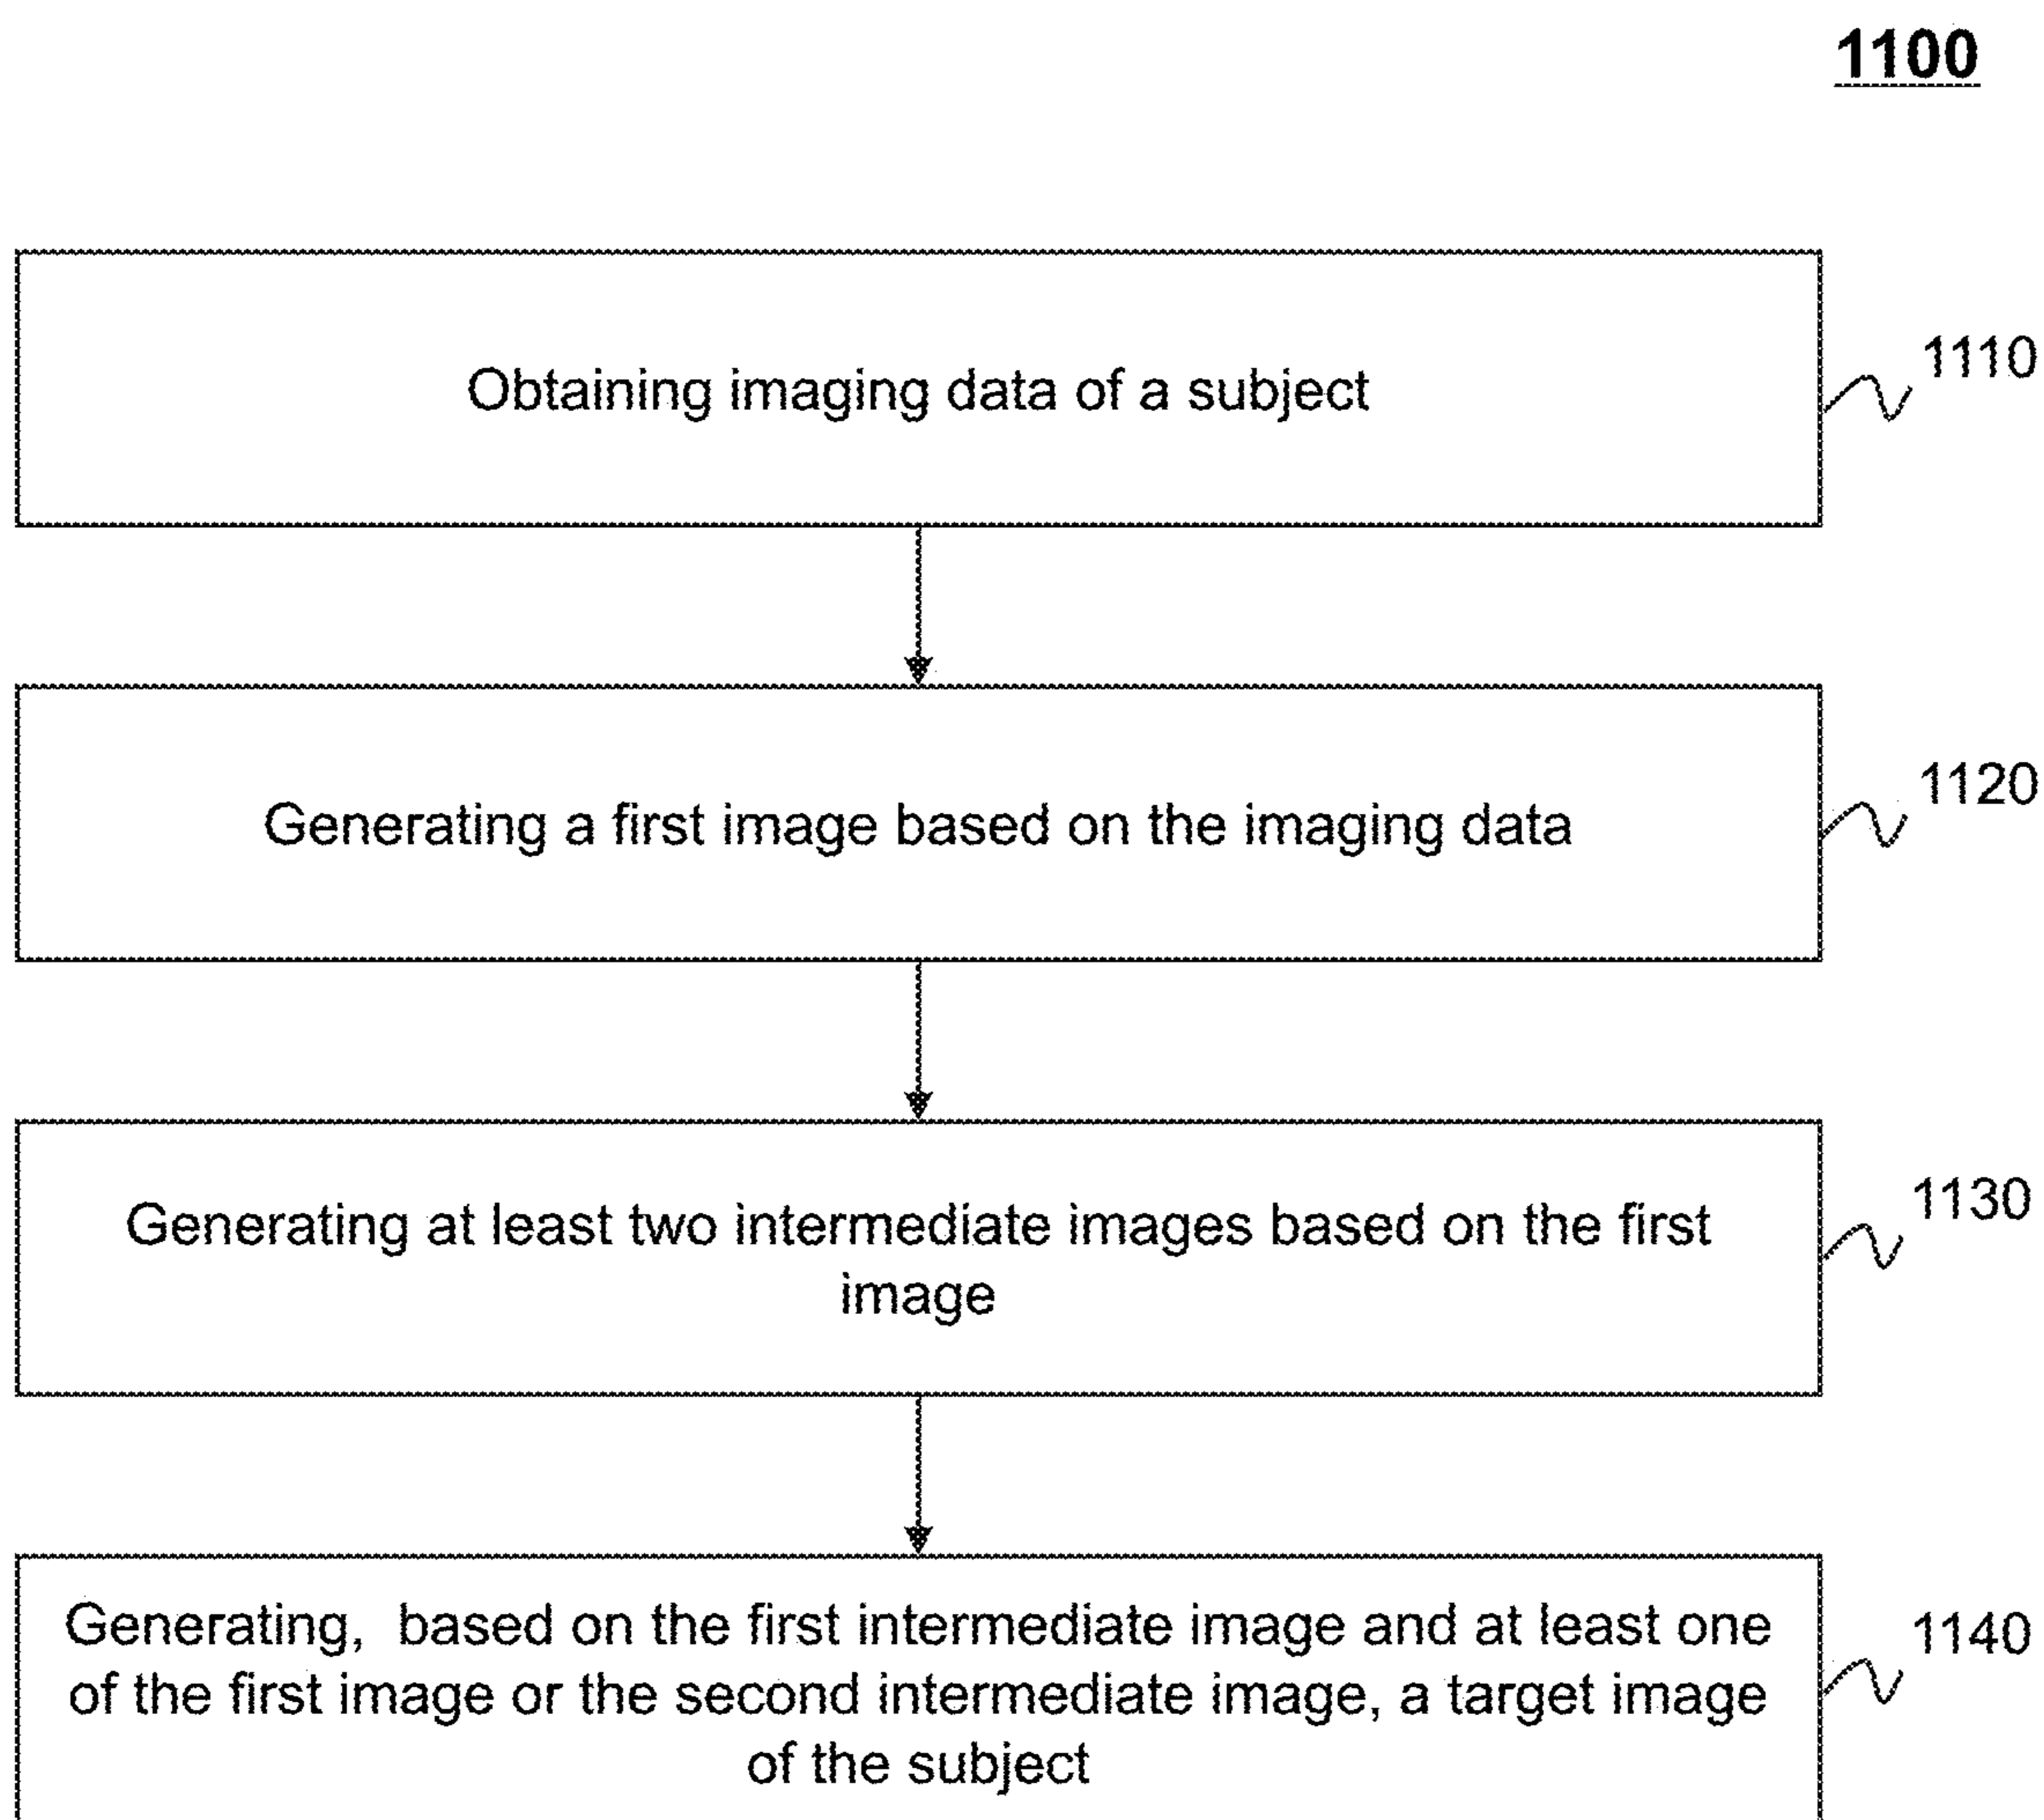 1100
Obtaining imaging data of a subject
1110
Generating a first image based on the imaging data
1120
Generating at least two intermediate images based on the first
image
1130
Generating, based on the first intermediate image and at least one
of the first image or the second intermediate image, a target image
of the subject
1140